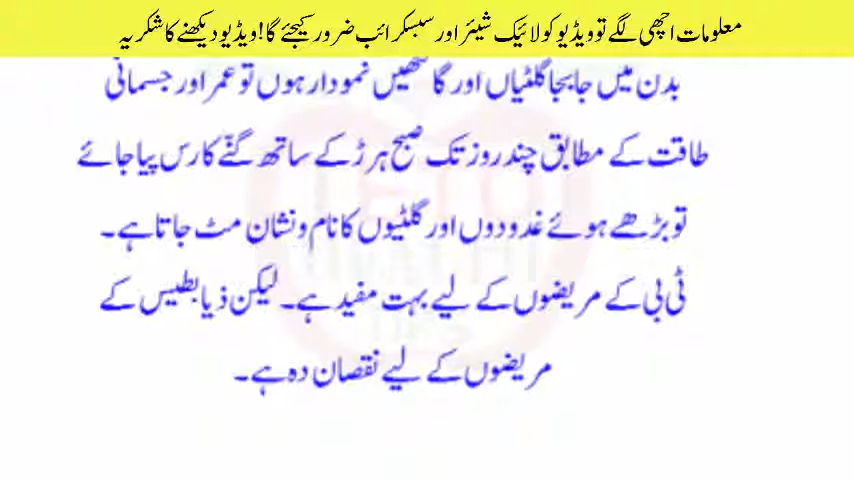 معلومات اچھی لگے تو ویڈیو کو لائیک شیئر اور سبسکرائب ضرور کیجئے گا! ویڈیو دیکھنے کا شکریہ
بدن میں جا بجا گلٹیاں اور گانٹھیں نمودار ہوں تو عمر اور جسمانی
طاقت کے مطابق چند روز تک صبح ہرڑ کے ساتھ گنے کا رس پیا جائے
تو بڑھے ہوئے غدودوں اور گلٹیوں کا نام و نشان مٹ جاتا ہے۔
ٹی بی کے مریضوں کے لیے بہت مفید ہے۔ لیکن ذیابطیس کے
مریضوں کے لیے نقصان دہ ہے۔